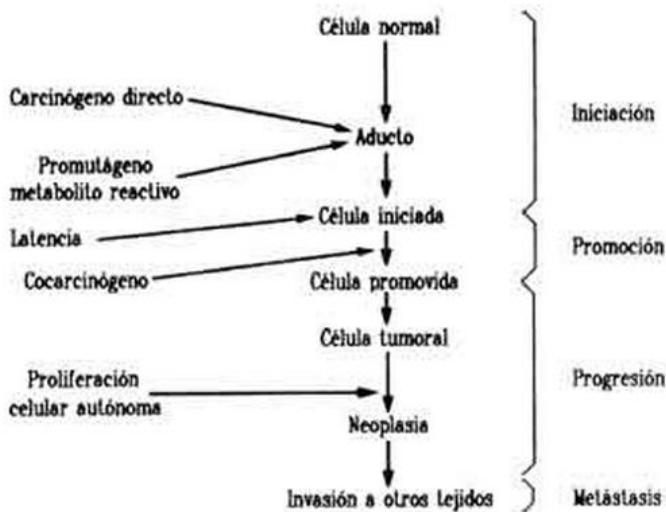 Célula normal
Carcinógeno directo
Iniciación
Aducto
Promutágeno
metabolito reactivo
Célula iniciada
Latencia
Promoción
Cocarcinógeno
Célula promovida
Célula tumoral
Proliferación
celular autónoma
Progresión
Neoplasia
Invasión a otros tejidos
Metástasis